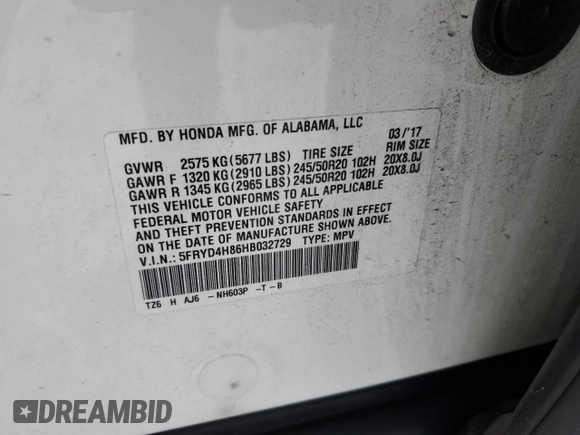 MFD. BY HONDA MFG. OF ALABAMA, LLC 03/'17
GVWR 2575 KG(5677 LBS) TIRE SIZE RIM SIZE
GAWR F 1320 KG(2910 LBS) 245/50R20 102H 20X8.0J
GAWR R 1345 KG(2965 LBS) 245/50R20 102H 20X8.0J
THIS VEHICLE CONFORMS TO ALL APPLICABLE
FEDERAL MOTOR VEHICLE SAFETY
AND THEFT PREVENTION STANDARDS IN EFFECT
ON THE DATE OF MANUFACTURE SHOWN ABOVE.
V.I.N.: 5FRYD4H86HB032729 TYPE: MPV
TZ6 H AJ6 -NH603P -T-B
DREAMBID